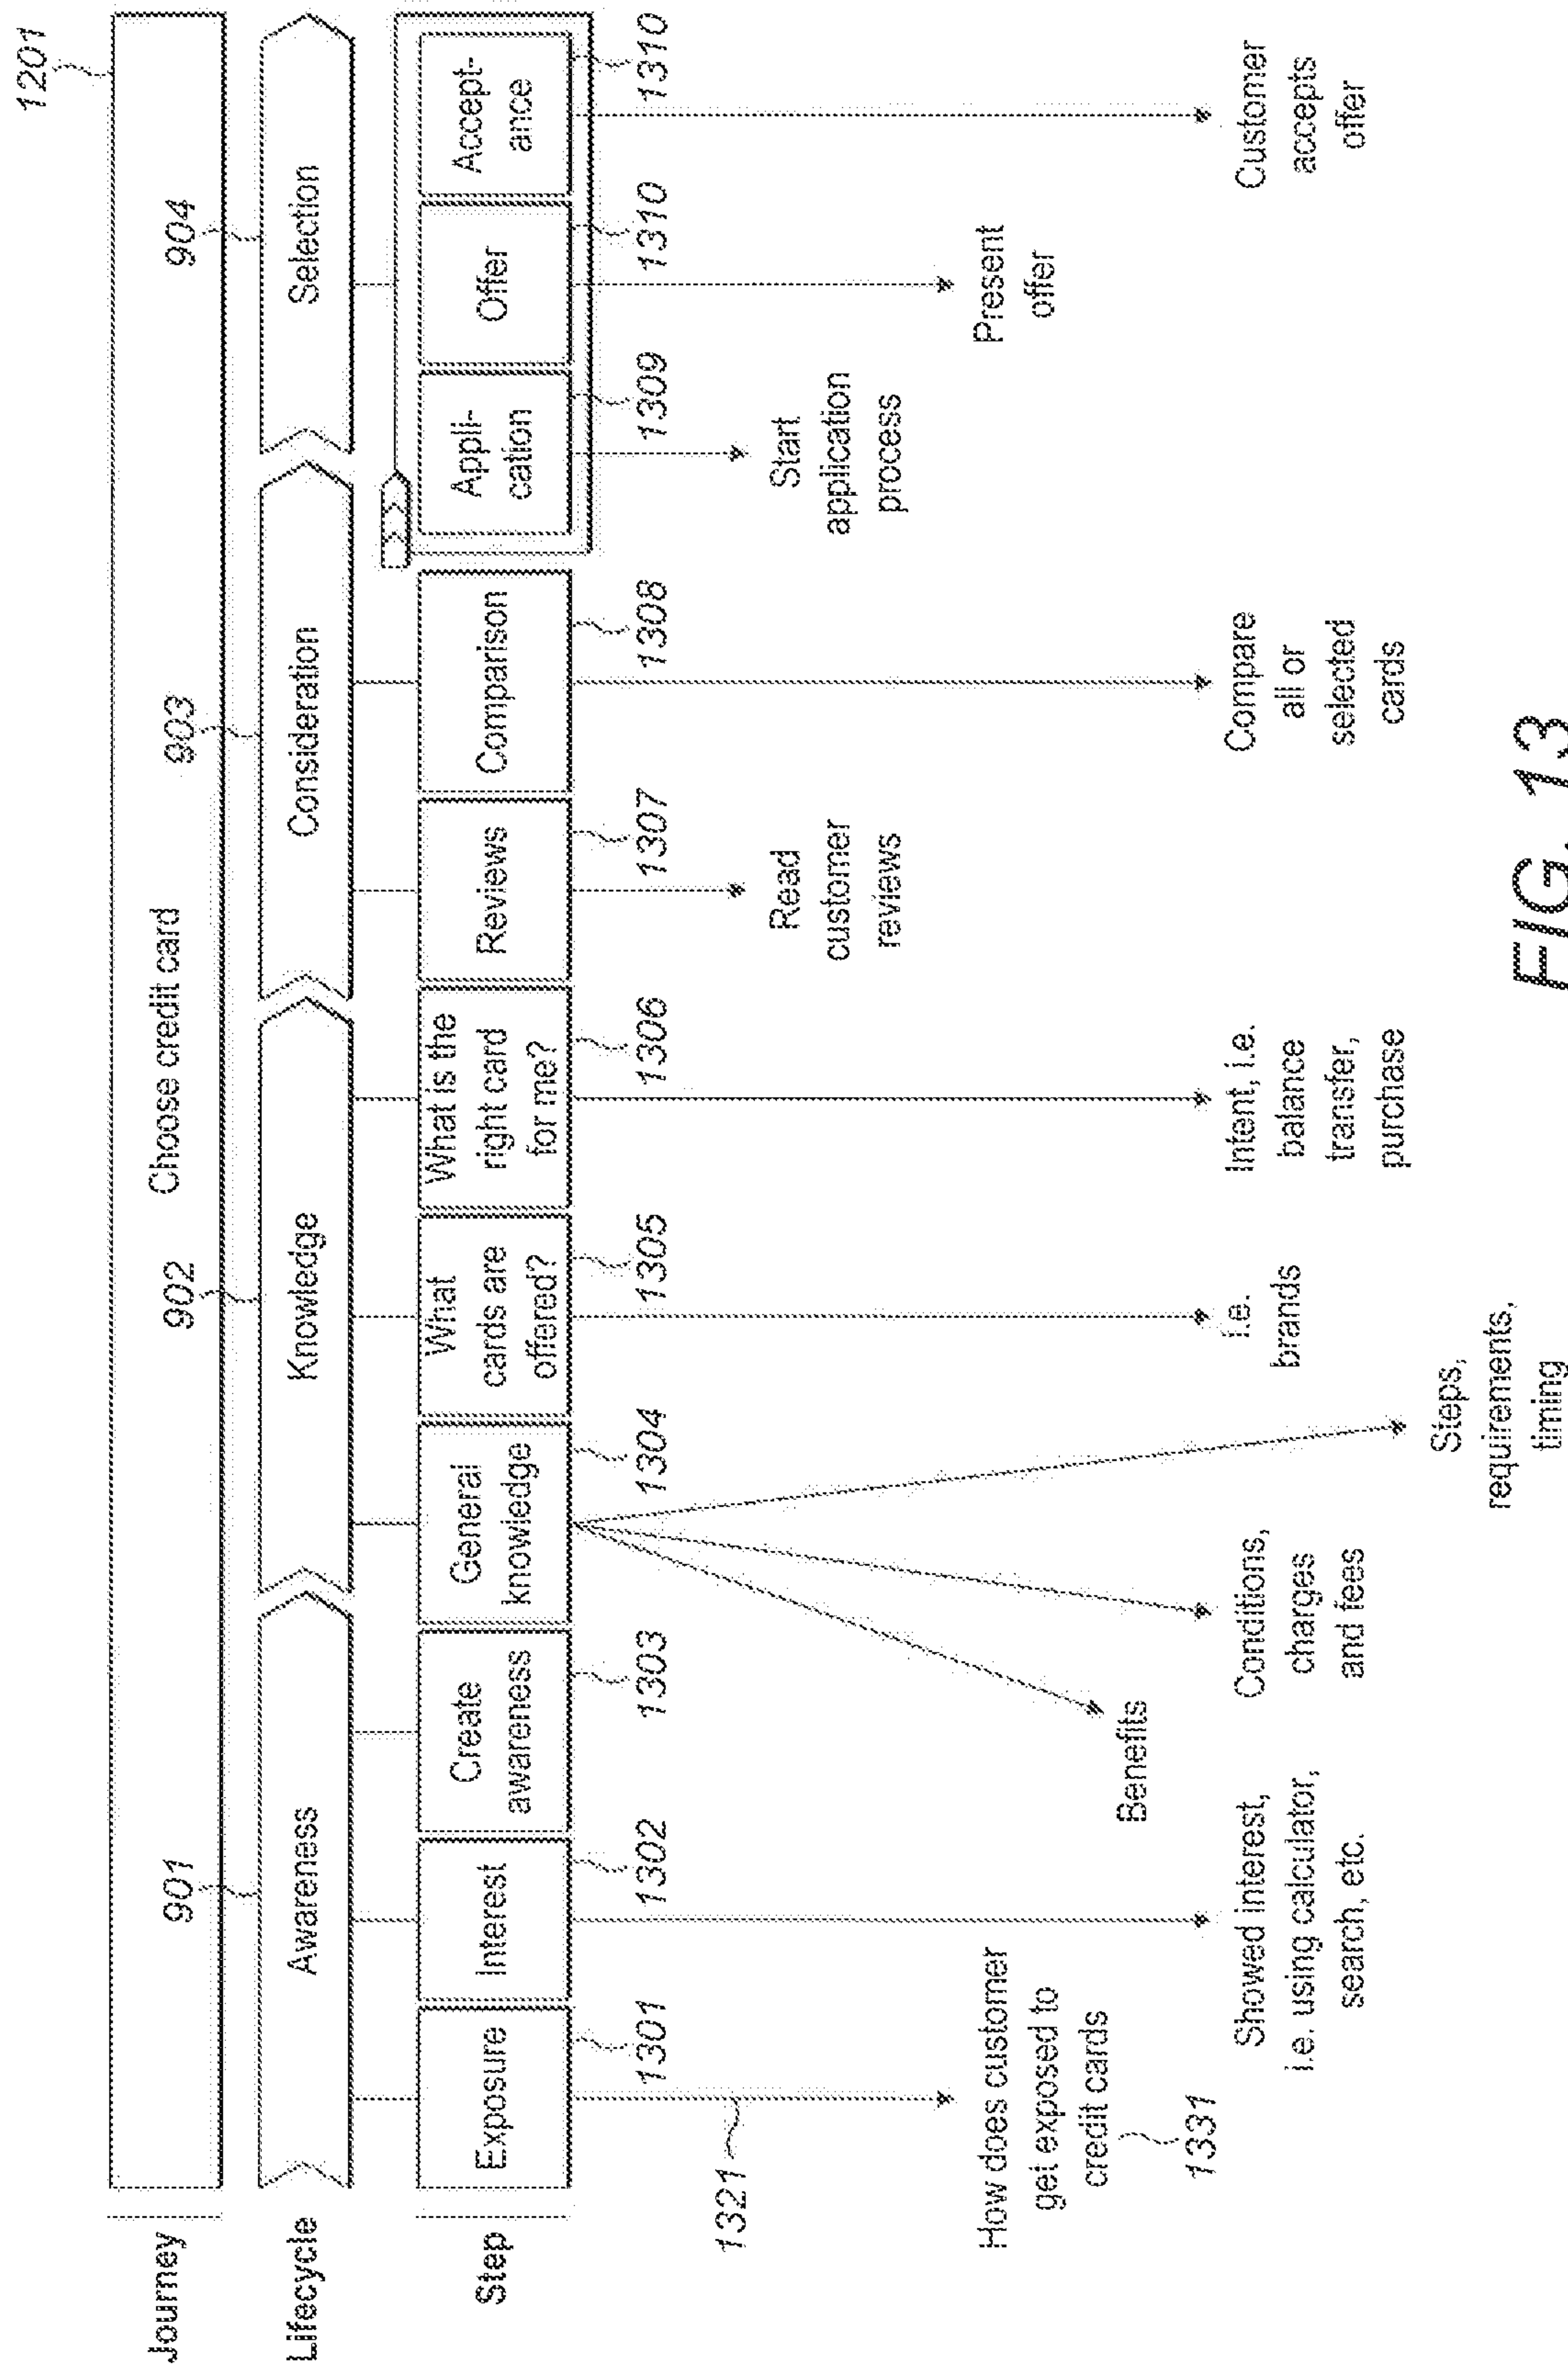 1201
Journey
Choose credit card
901
902
903
904
Lifecycle
Awareness
Knowledge
Consideration
Selection
Step
Exposure
Interest
Create
awareness
General
knowledge
What
cards are
offered?
What is the
right card
for me?
Reviews
Comparison
Appli-
cation
Offer
Accept-
ance
1301
1302
1303
1304
1305
1306
1307
1308
1309
1310
1310
1321
How does customer
get exposed to
credit cards
1331
Showed interest,
i.e. using calculator,
search, etc.
Benefits
Conditions,
charges
and fees
Steps,
requirements,
timing
i.e.
brands
Intent, i.e.
balance
transfer,
purchase
Read
customer
reviews
Compare
all or
selected
cards
Start
application
process
Present
offer
Customer
accepts
offer
FIG. 13